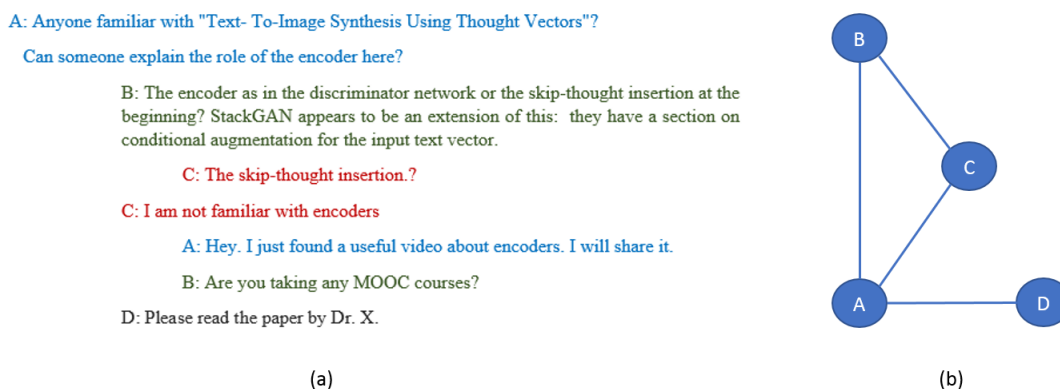 A: Anyone familiar with "Text- To-Image Synthesis Using Thought Vectors"?
Can someone explain the role of the encoder here?
B: The encoder as in the discriminator network or the skip-thought insertion at the
beginning? StackGAN appears to be an extension of this: they have a section on
conditional augmentation for the input text vector.
C: The skip-thought insertion.?
C: I am not familiar with encoders
A: Hey. I just found a useful video about encoders. I will share it.
B: Are you taking any MOOC courses?
D: Please read the paper by Dr. X.
(a)
B
C
A
D
(b)